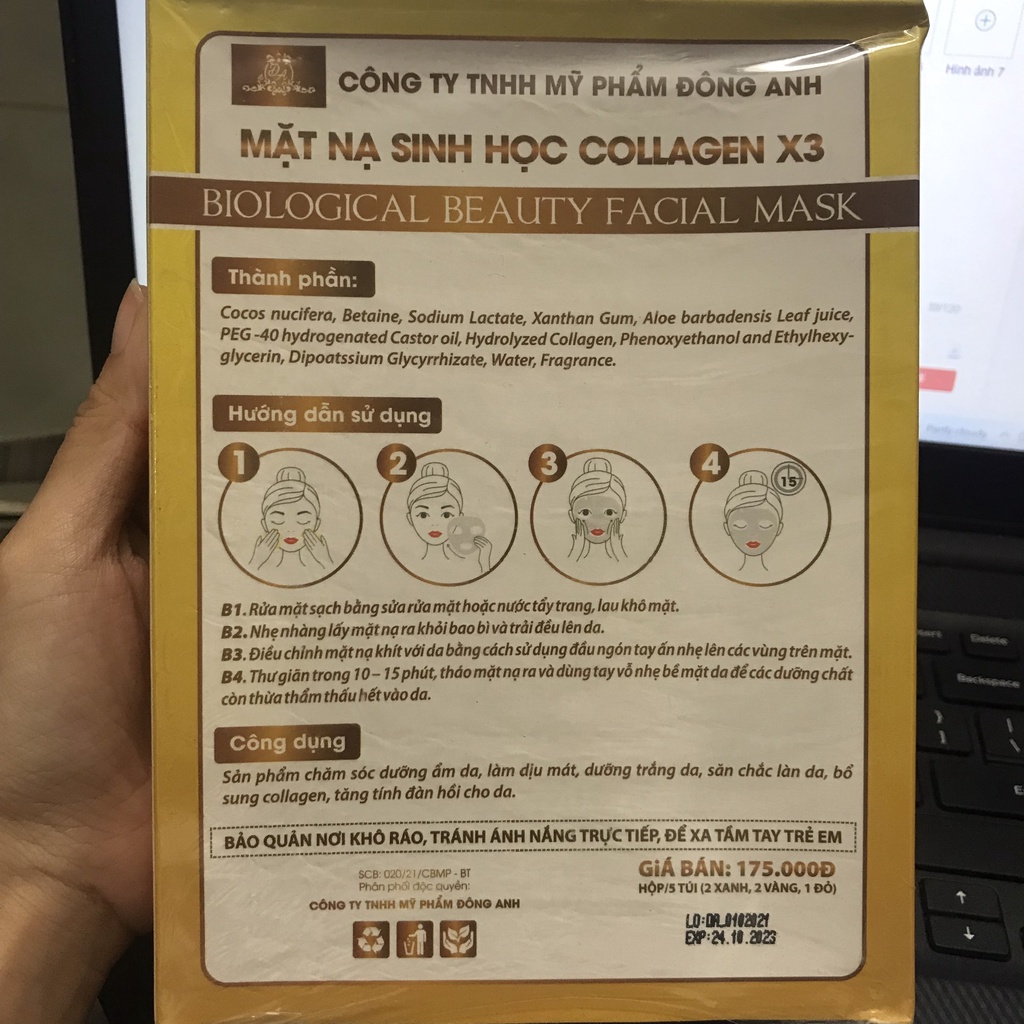 Hình ảnh 7
CÔNG TY TNHH MỸ PHẨM ĐÔNG ANH
MẶT NẠ SINH HỌC COLLAGEN X3
BIOLOGICAL BEAUTY FACIAL MASK
Thành phần:
Cocos nucifera, Betaine, Sodium Lactate, Xanthan Gum, Aloe barbadensis Leaf juice,
PEG -40 hydrogenated Castor oil, Hydrolyzed Collagen, Phenoxyethanol and Ethylhexy-
glycerin, Dipoatssium Glycyrrhizate, Water, Fragrance.
Hướng dẫn sử dụng
1 2 3 4
15
B1. Rửa mặt sạch bằng sửa rửa mặt hoặc nước tẩy trang, lau khô mặt.
B2. Nhẹ nhàng lấy mặt nạ ra khỏi bao bì và trải đều lên da.
B3. Điều chỉnh mặt nạ khít với da bằng cách sử dụng đầu ngón tay ấn nhẹ lên các vùng trên mặt.
B4. Thư giãn trong 10 – 15 phút, tháo mặt nạ ra và dùng tay vỗ nhẹ bề mặt da để các dưỡng chất
còn thừa thẩm thấu hết vào da.
Công dụng
Sản phẩm chăm sóc dưỡng ẩm da, làm dịu mát, dưỡng trắng da, săn chắc làn da, bổ
sung collagen, tăng tính đàn hồi cho da.
BẢO QUẢN NƠI KHÔ RÁO, TRÁNH ÁNH NẮNG TRỰC TIẾP, ĐỂ XA TẦM TAY TRẺ EM
SCB: 020/21/CBMP - BT
Phân phối độc quyền:
CÔNG TY TNHH MỸ PHẨM ĐÔNG ANH
GIÁ BÁN: 175.000Đ
HỘP/5 TÚI (2 XANH, 2 VÀNG, 1 ĐỎ)
LO:DA_0102021
EXP:24.10.2023
Delete
Backspace